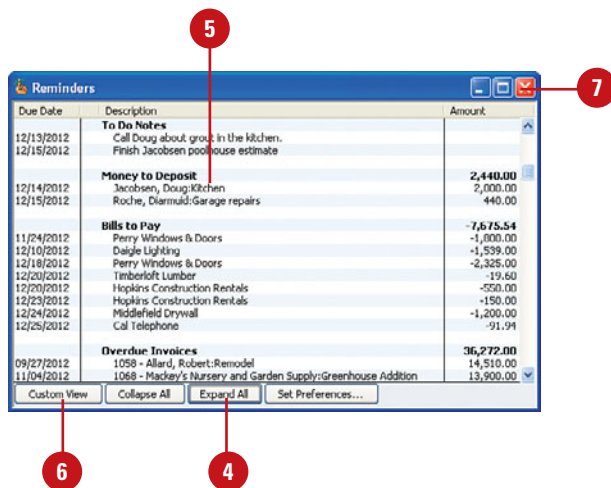 5
7
Reminders
Due Date Description Amount
To Do Notes
12/13/2012 Call Doug about grout in the kitchen.
12/15/2012 Finish Jacobsen poolhouse estimate
Money to Deposit 2,440.00
12/14/2012 Jacobsen, Doug:Kitchen 2,000.00
12/15/2012 Roche, Diarmuid:Garage repairs 440.00
Bills to Pay -7,675.54
11/24/2012 Perry Windows & Doors -1,800.00
12/10/2012 Daigle Lighting -1,539.00
12/18/2012 Perry Windows & Doors -2,325.00
12/20/2012 Timberloft Lumber -19.60
12/20/2012 Hopkins Construction Rentals -550.00
12/23/2012 Hopkins Construction Rentals -150.00
12/24/2012 Middlefield Drywall -1,200.00
12/25/2012 Cal Telephone -91.94
Overdue Invoices 36,272.00
09/27/2012 1058 - Allard, Robert:Remodel 14,510.00
11/04/2012 1068 - Mackey's Nursery and Garden Supply:Greenhouse Addition 13,900.00
Custom View Collapse All Expand All Set Preferences...
6
4